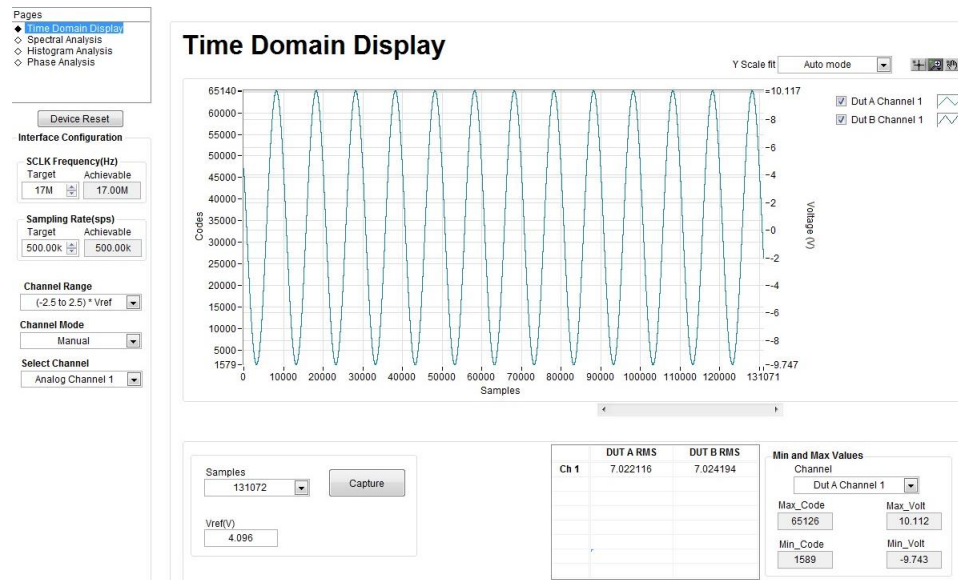 Pages
Time Domain Display
Spectral Analysis
Histogram Analysis
Phase Analysis
Device Reset
Interface Configuration
SCLK Frequency(Hz)
Target Achievable
17M 17.00M
Sampling Rate(sps)
Target Achievable
500.00k 500.00k
Channel Range
(-2.5 to 2.5) * Vref
Channel Mode
Manual
Select Channel
Analog Channel 1
Time Domain Display
Y Scale fit Auto mode
Dut A Channel 1
Dut B Channel 1
Codes
65140
60000
55000
50000
45000
40000
35000
30000
25000
20000
15000
10000
5000
1579
10.117
8
6
4
2
0
-2
-4
-6
-8
-9.747
Voltage (V)
0 10000 20000 30000 40000 50000 60000 70000 80000 90000 100000 110000 120000 131071
Samples
Samples
131072
Capture
Vref(V)
4.096
DUT A RMS DUT B RMS
Ch 1 7.022116 7.024194
Min and Max Values
Channel
Dut A Channel 1
Max_Code Max_Volt
65126 10.112
Min_Code Min_Volt
1589 -9.743